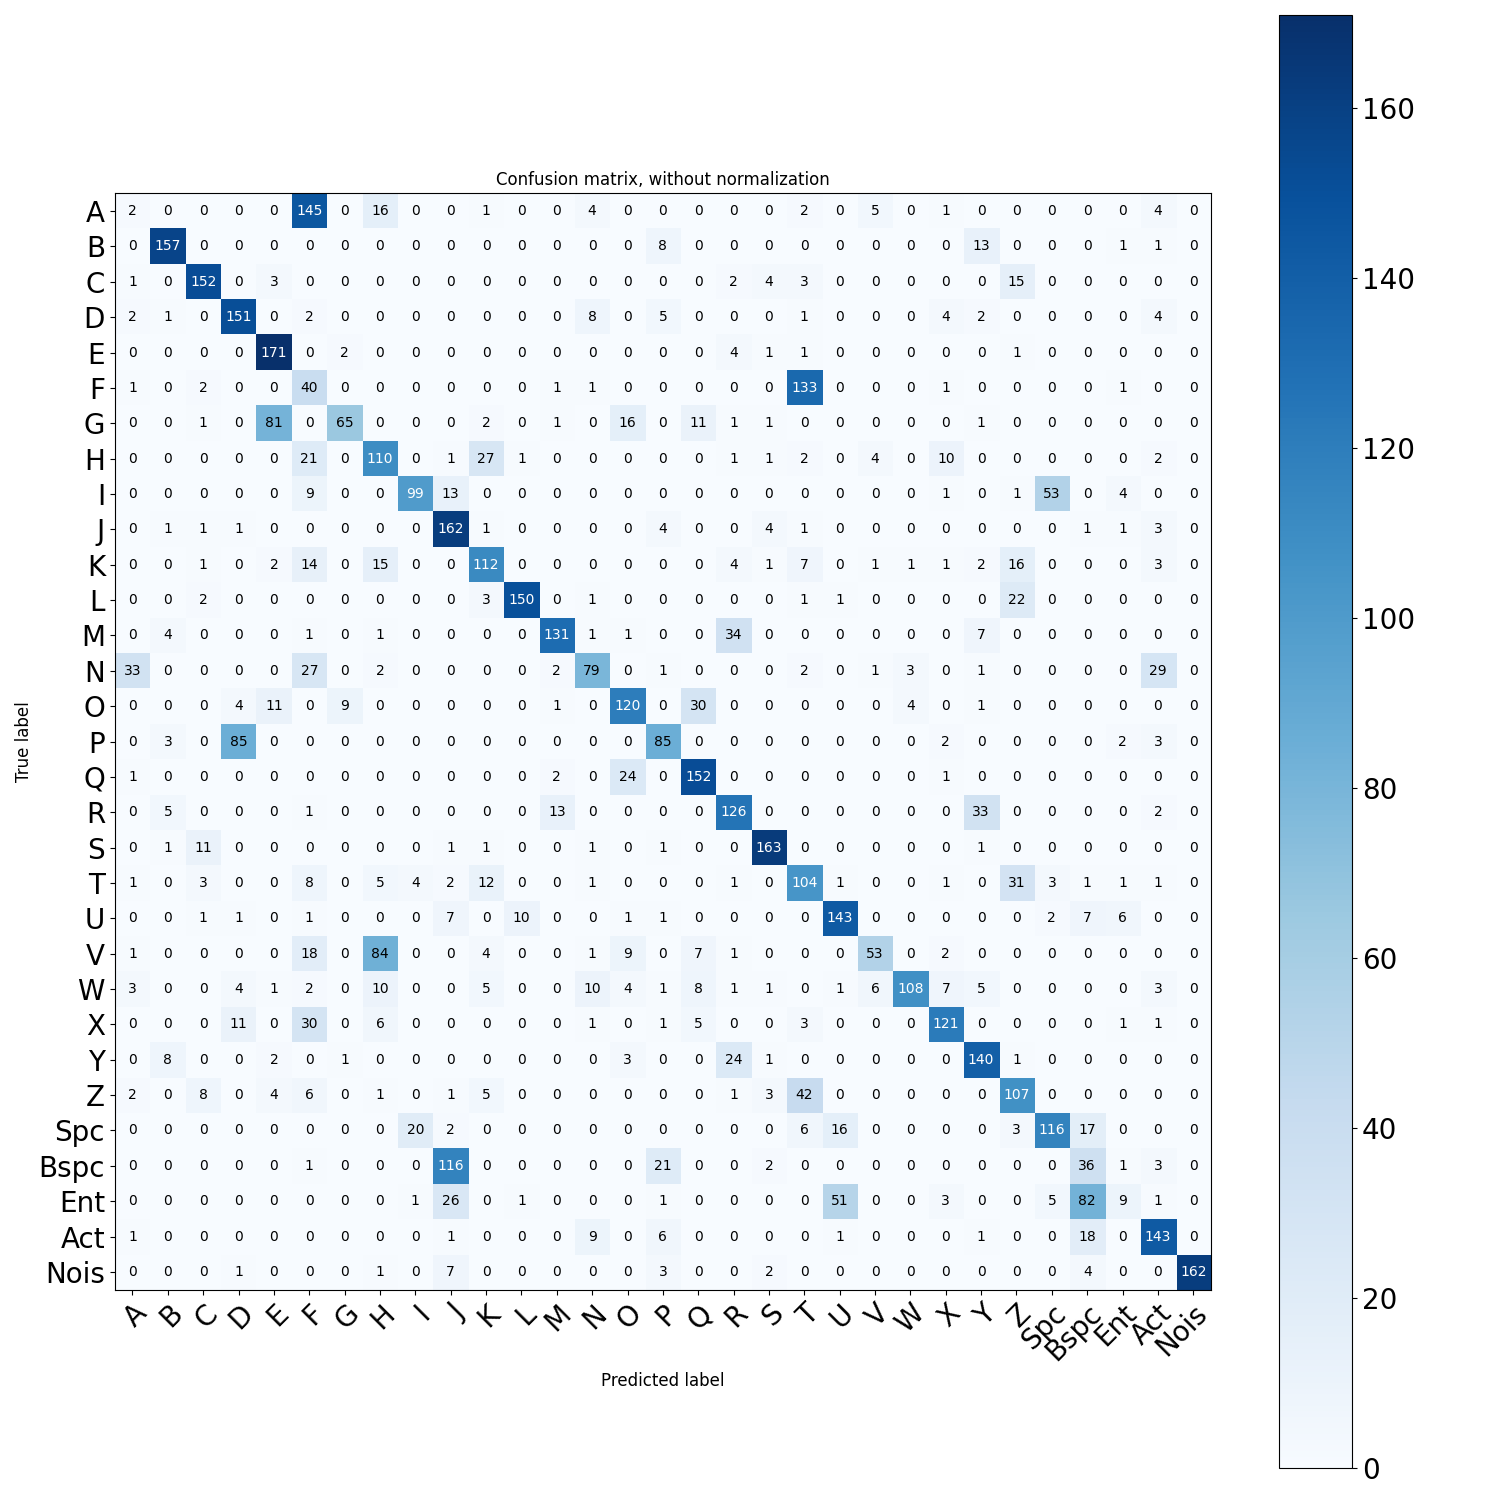 Confusion matrix, without normalization
A 2 0 0 0 0 145 0 16 0 0 1 0 0 4 0 0 0 0 0 2 0 5 0 1 0 0 0 0 0 4 0
B 0 157 0 0 0 0 0 0 0 0 0 0 0 0 0 8 0 0 0 0 0 0 0 0 13 0 0 0 1 1 0
C 1 0 152 0 3 0 0 0 0 0 0 0 0 0 0 0 0 2 4 3 0 0 0 0 0 15 0 0 0 0 0
D 2 1 0 151 0 2 0 0 0 0 0 0 0 8 0 5 0 0 0 1 0 0 0 4 2 0 0 0 0 4 0
E 0 0 0 0 171 0 2 0 0 0 0 0 0 0 0 0 0 4 1 1 0 0 0 0 0 1 0 0 0 0 0
F 1 0 2 0 0 40 0 0 0 0 0 0 1 1 0 0 0 0 0 133 0 0 0 1 0 0 0 0 1 0 0
G 0 0 1 0 81 0 65 0 0 0 2 0 1 0 16 0 11 1 1 0 0 0 0 0 1 0 0 0 0 0 0
H 0 0 0 0 0 21 0 110 0 1 27 1 0 0 0 0 0 1 1 2 0 4 0 10 0 0 0 0 0 2 0
I 0 0 0 0 0 9 0 0 99 13 0 0 0 0 0 0 0 0 0 0 0 0 0 1 0 1 53 0 4 0 0
J 0 1 1 1 0 0 0 0 0 162 1 0 0 0 0 4 0 0 4 1 0 0 0 0 0 0 0 1 1 3 0
K 0 0 1 0 2 14 0 15 0 0 112 0 0 0 0 0 0 4 1 7 0 1 1 1 2 16 0 0 0 3 0
L 0 0 2 0 0 0 0 0 0 0 3 150 0 1 0 0 0 0 0 1 1 0 0 0 0 22 0 0 0 0 0
M 0 4 0 0 0 1 0 1 0 0 0 0 131 1 1 0 0 34 0 0 0 0 0 0 7 0 0 0 0 0 0
N 33 0 0 0 0 27 0 2 0 0 0 0 2 79 0 1 0 0 0 2 0 1 3 0 1 0 0 0 0 29 0
O 0 0 0 4 11 0 9 0 0 0 0 0 1 0 120 0 30 0 0 0 0 0 4 0 1 0 0 0 0 0 0
P 0 3 0 85 0 0 0 0 0 0 0 0 0 0 0 85 0 0 0 0 0 0 0 2 0 0 0 0 2 3 0
Q 1 0 0 0 0 0 0 0 0 0 0 0 2 0 24 0 152 0 0 0 0 0 0 1 0 0 0 0 0 0 0
R 0 5 0 0 0 1 0 0 0 0 0 0 13 0 0 0 0 126 0 0 0 0 0 0 33 0 0 0 0 2 0
S 0 1 11 0 0 0 0 0 0 1 1 0 0 1 0 1 0 0 163 0 0 0 0 0 1 0 0 0 0 0 0
T 1 0 3 0 0 8 0 5 4 2 12 0 0 1 0 0 0 1 0 104 1 0 0 1 0 31 3 1 1 1 0
U 0 0 1 1 0 1 0 0 0 7 0 10 0 0 1 1 0 0 0 0 143 0 0 0 0 0 2 7 6 0 0
V 1 0 0 0 0 18 0 84 0 0 4 0 0 1 9 0 7 1 0 0 0 53 0 2 0 0 0 0 0 0 0
W 3 0 0 4 1 2 0 10 0 0 5 0 0 10 4 1 8 1 1 0 1 6 108 7 5 0 0 0 0 3 0
X 0 0 0 11 0 30 0 6 0 0 0 0 0 1 0 1 5 0 0 3 0 0 0 121 0 0 0 0 1 1 0
Y 0 8 0 0 2 0 1 0 0 0 0 0 0 0 3 0 0 24 1 0 0 0 0 0 140 1 0 0 0 0 0
Z 2 0 8 0 4 6 0 1 0 1 5 0 0 0 0 0 0 1 3 42 0 0 0 0 0 107 0 0 0 0 0
Spc 0 0 0 0 0 0 0 0 20 2 0 0 0 0 0 0 0 0 0 6 16 0 0 0 0 3 116 17 0 0 0
Bspc 0 0 0 0 0 1 0 0 0 116 0 0 0 0 0 21 0 0 2 0 0 0 0 0 0 0 0 36 1 3 0
Ent 0 0 0 0 0 0 0 0 1 26 0 1 0 0 0 1 0 0 0 0 51 0 0 3 0 0 5 82 9 1 0
Act 1 0 0 0 0 0 0 0 0 1 0 0 0 9 0 6 0 0 0 0 1 0 0 0 1 0 0 18 0 143 0
Nois 0 0 0 1 0 0 0 1 0 7 0 0 0 0 0 3 0 0 2 0 0 0 0 0 0 0 0 4 0 0 162
A B C D E F G H I J K L M N O P Q R S T U V W X Y Z Spc Bspc Ent Act Nois
Predicted label
True label
160
140
120
100
80
60
40
20
0